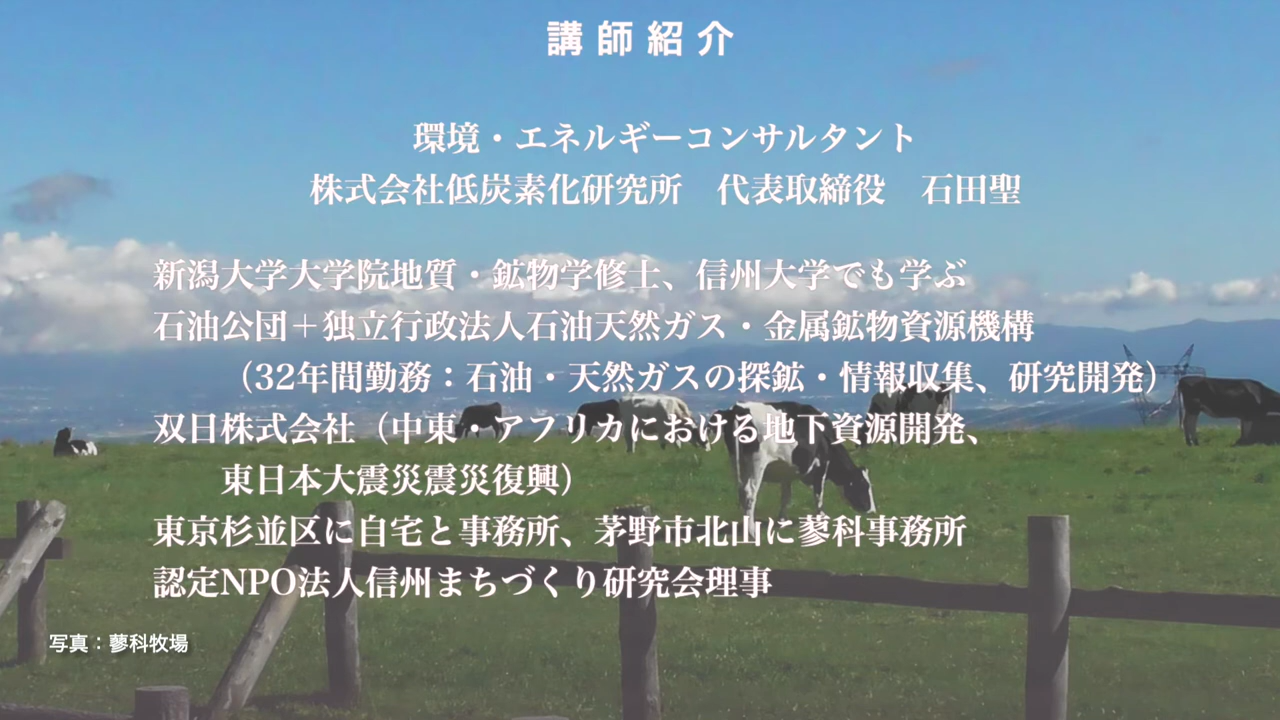 講師紹介
環境・エネルギーコンサルタント
株式会社低炭素化研究所　代表取締役　石田聖
新潟大学大学院地質・鉱物学修士、信州大学でも学ぶ
石油公団＋独立行政法人石油天然ガス・金属鉱物資源機構
（32年間勤務：石油・天然ガスの探鉱・情報収集、研究開発）
双日株式会社（中東・アフリカにおける地下資源開発、
東日本大震災震災復興）
東京杉並区に自宅と事務所、茅野市北山に蓼科事務所
認定NPO法人信州まちづくり研究会理事
写真：蓼科牧場